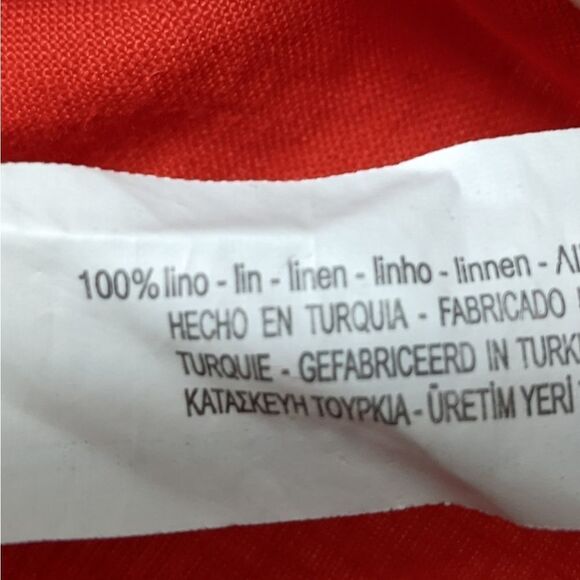 100% lino - lin - linen - linho - linnen -
HECHO EN TURQUIA - FABRICADO
TURQUIE - GEFABRICEERD IN
ΚΑΤΑΣΚΕΥΗ ΤΟΥΡΚΙΑ - ÜRETİM YERİ